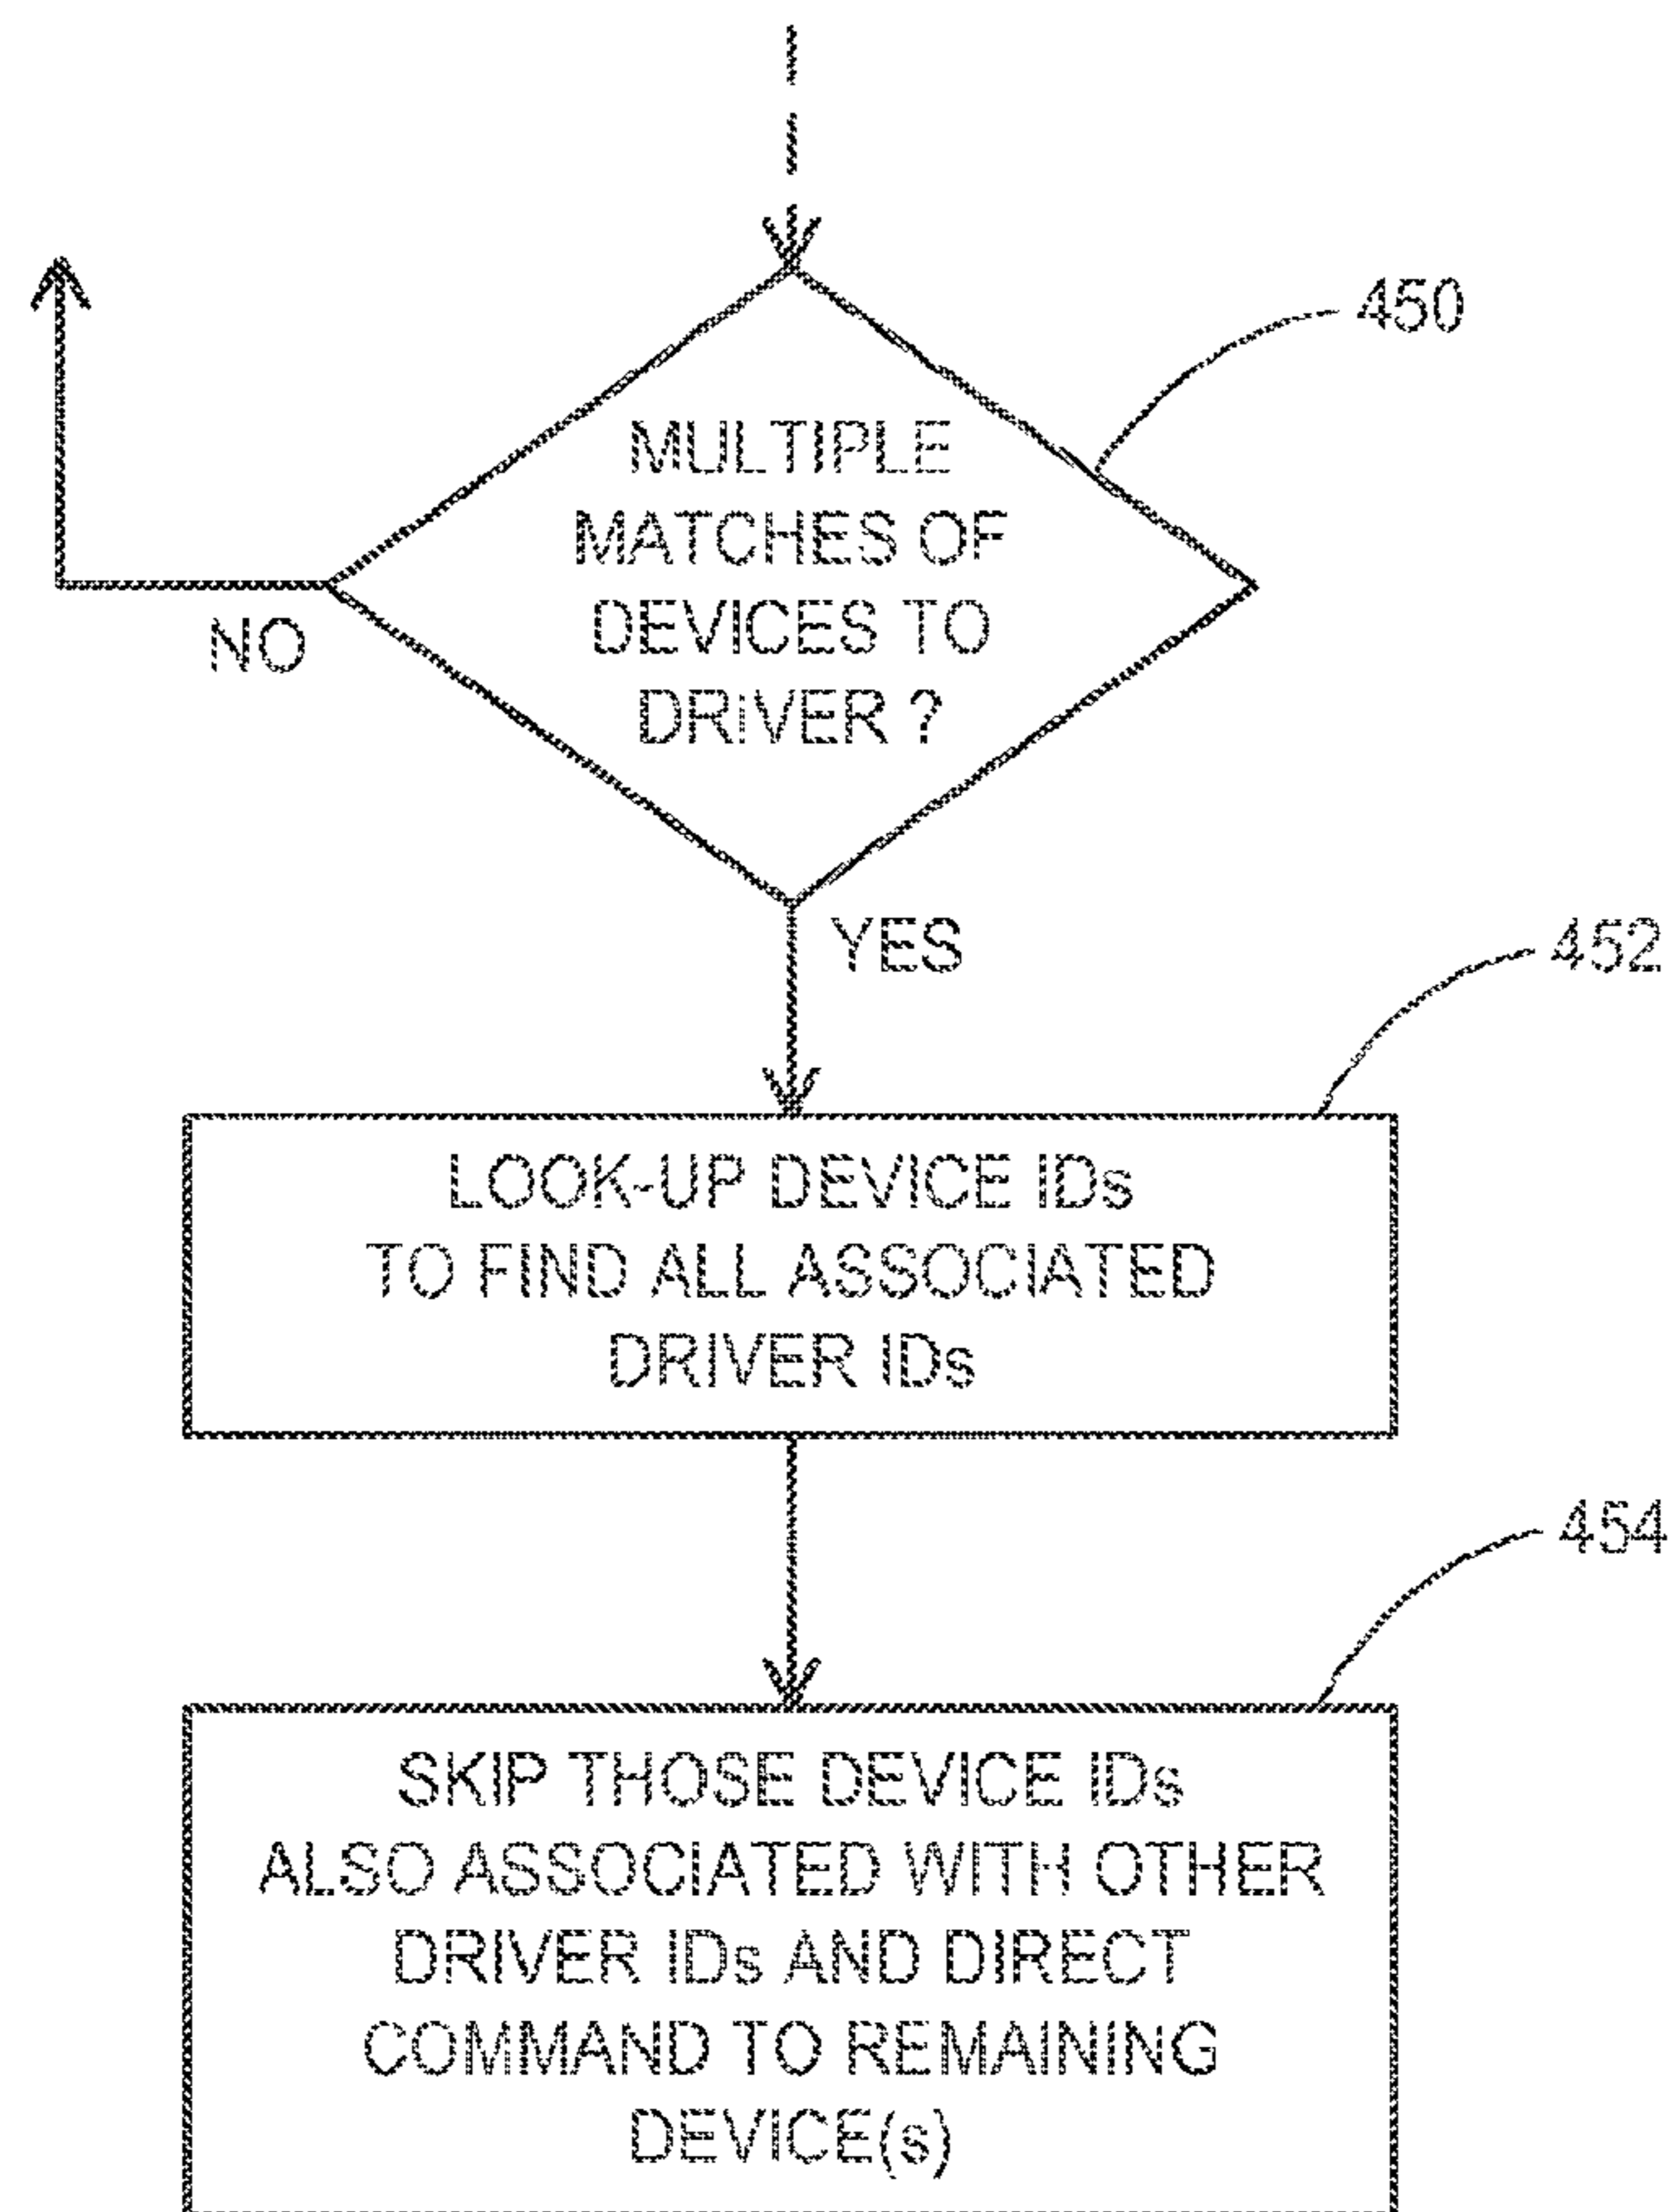 450
MULTIPLE
MATCHES OF
DEVICES TO
DRIVER ?
NO
YES
452
LOOK-UP DEVICE IDs
TO FIND ALL ASSOCIATED
DRIVER IDs
454
SKIP THOSE DEVICE IDs
ALSO ASSOCIATED WITH OTHER
DRIVER IDs AND DIRECT
COMMAND TO REMAINING
DEVICE(s)